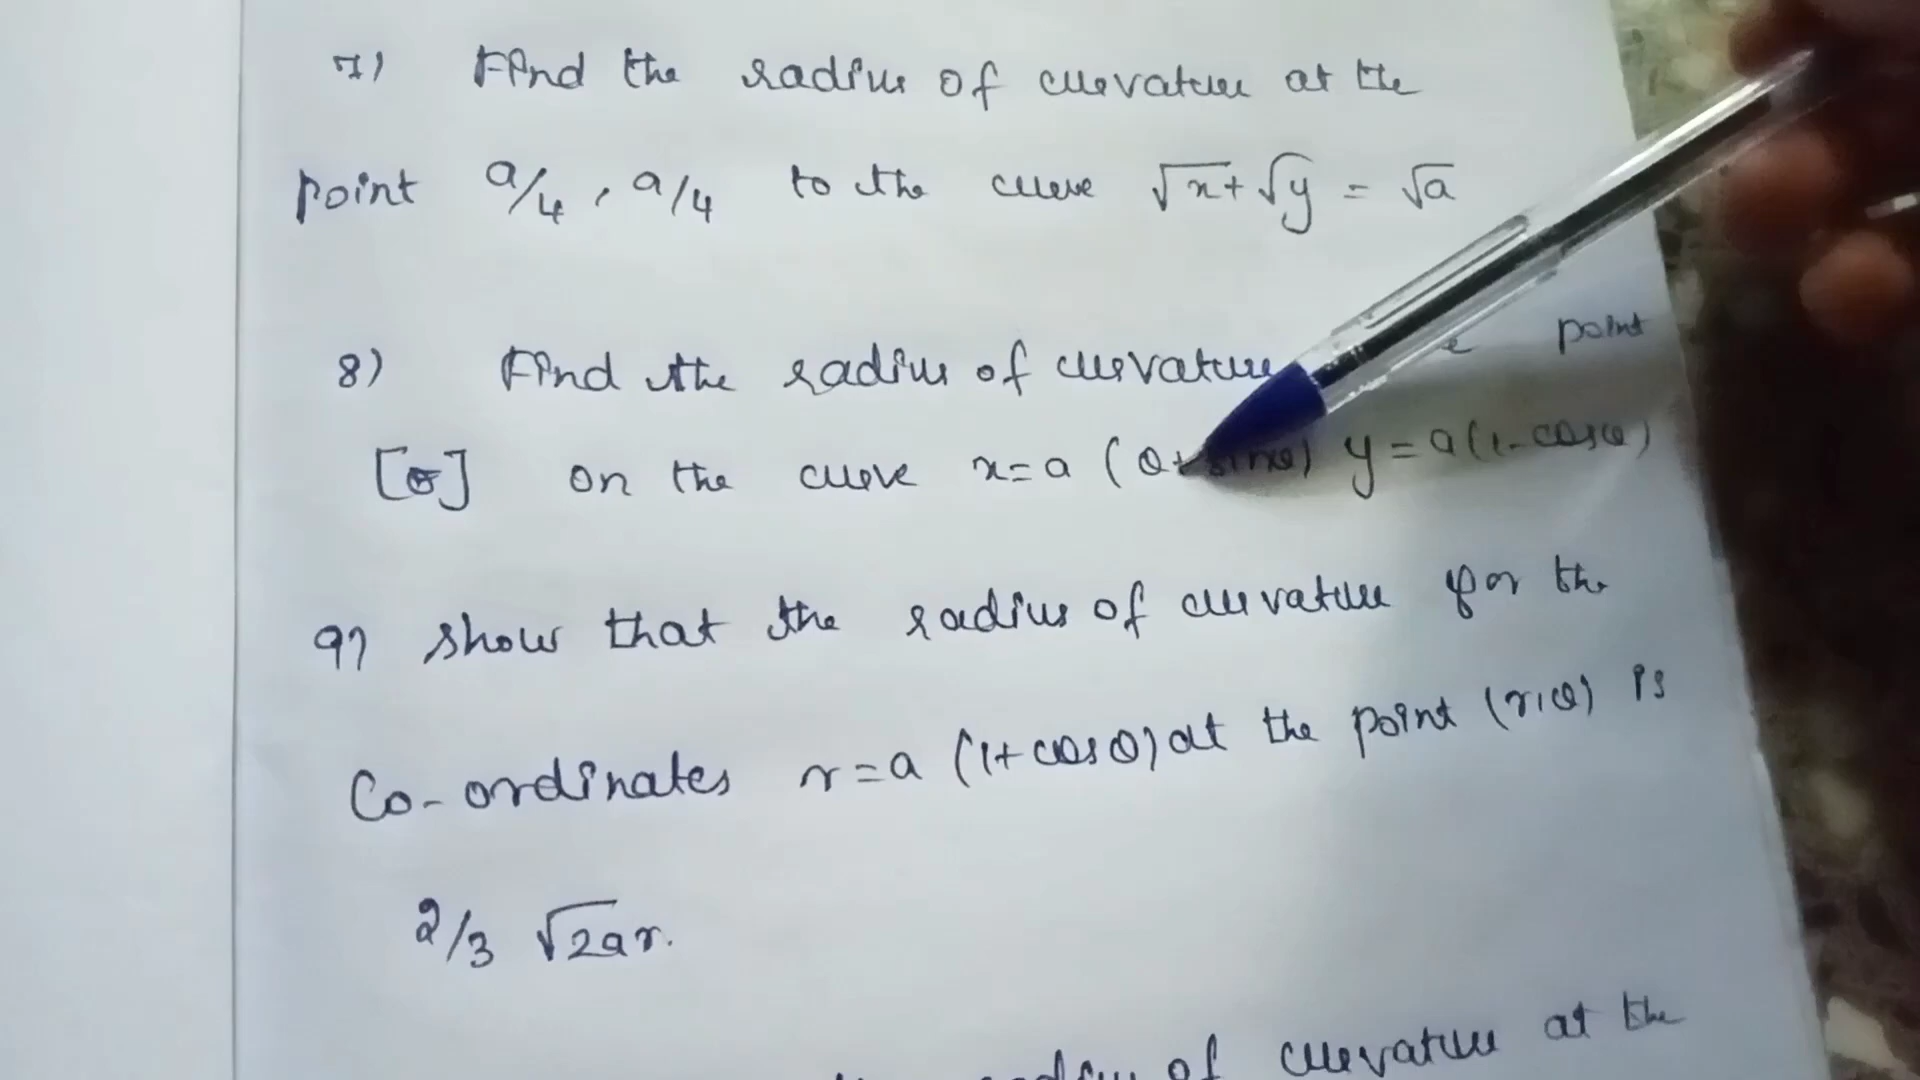 7) Find the radius of curvature at the
point a/4, a/4 to the curve √x + √y = √a
8) Find the radius of curvature point
[θ] on the curve x = a (θ + sinθ) y = a(1 - cosθ)
9) show that the radius of curvature for the
Co-ordinates r = a (1 + cosθ) at the point (r, θ) is
2/3 √2ar.
of curvature at the